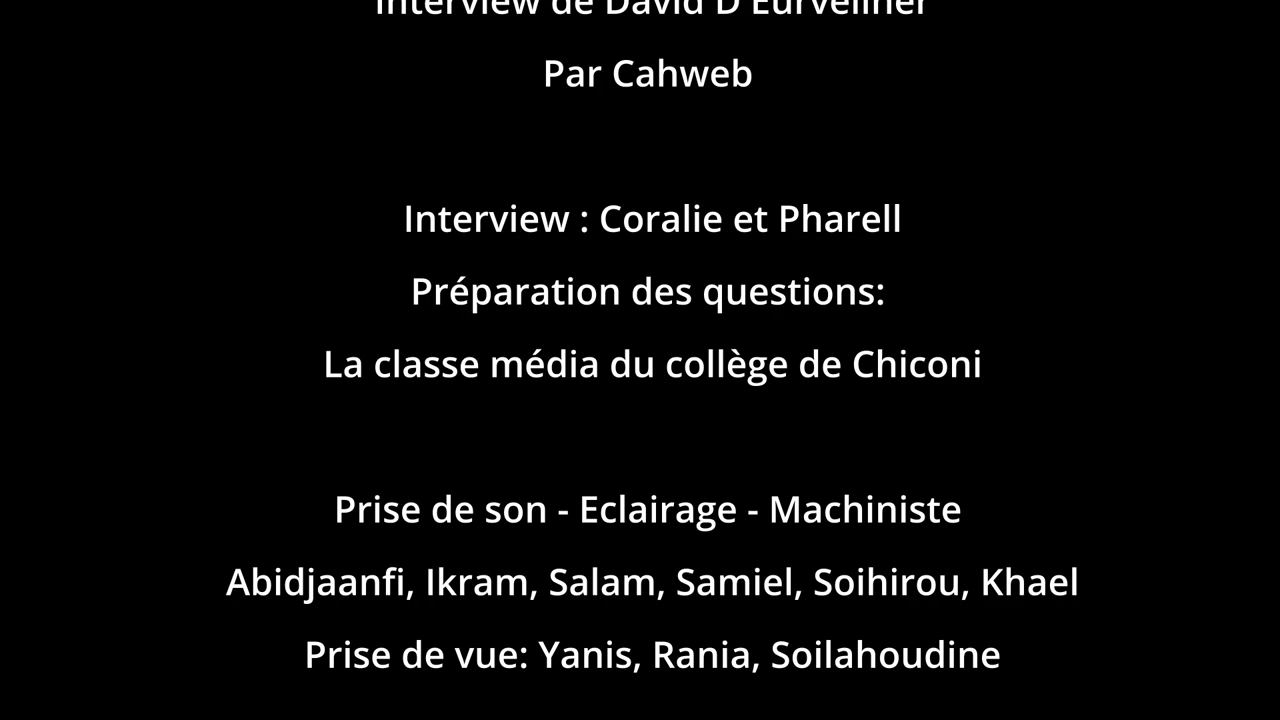 Interview de David D'Eurveilher
Par Cahweb
Interview : Coralie et Pharell
Préparation des questions:
La classe média du collège de Chiconi
Prise de son - Eclairage - Machiniste
Abidjaanfi, Ikram, Salam, Samiel, Soihirou, Khael
Prise de vue: Yanis, Rania, Soilahoudine